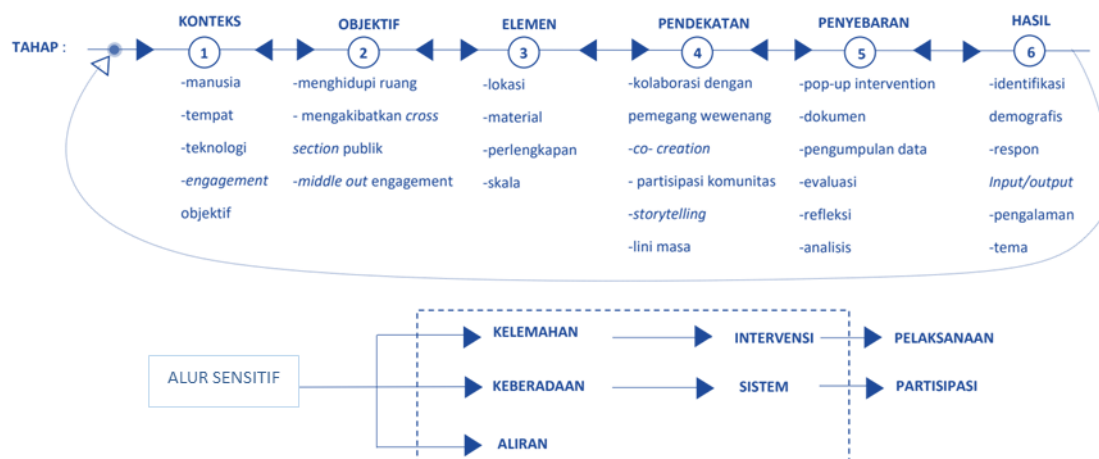 TAHAP :
KONTEKS
1
-manusia
-tempat
-teknologi
-engagement
objektif
OBJEKTIF
2
-menghidupi ruang
- mengakibatkan cross
section publik
-middle out engagement
ELEMEN
3
-lokasi
-material
-perlengkapan
-skala
PENDEKATAN
4
-kolaborasi dengan
pemegang wewenang
-co- creation
- partisipasi komunitas
-storytelling
-lini masa
PENYEBARAN
5
-pop-up intervention
-dokumen
-pengumpulan data
-evaluasi
-refleksi
-analisis
HASIL
6
-identifikasi
demografis
-respon
Input/output
-pengalaman
-tema
ALUR SENSITIF
KELEMAHAN
INTERVENSI
PELAKSANAAN
KEBERADAAN
SISTEM
PARTISIPASI
ALIRAN